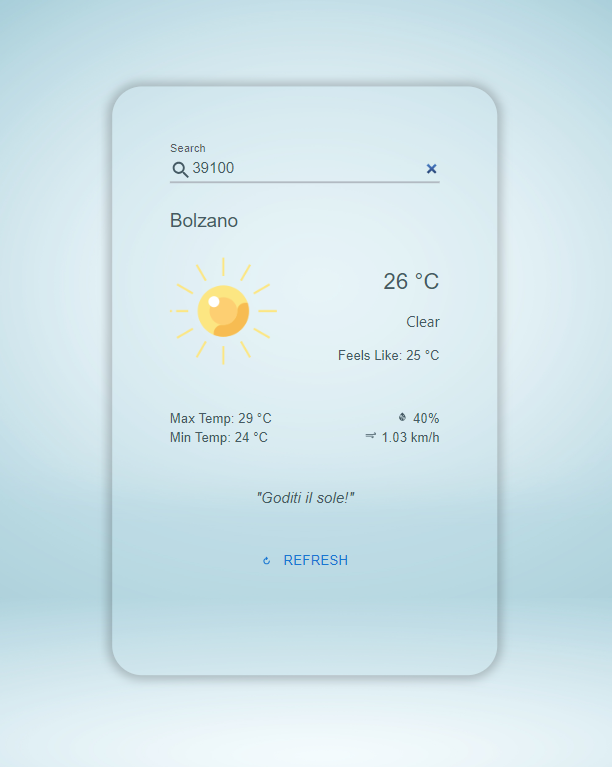 Search
39100
Bolzano
26 °C
Clear
Feels Like: 25 °C
Max Temp: 29 °C
40%
Min Temp: 24 °C
1.03 km/h
"Goditi il sole!"
REFRESH